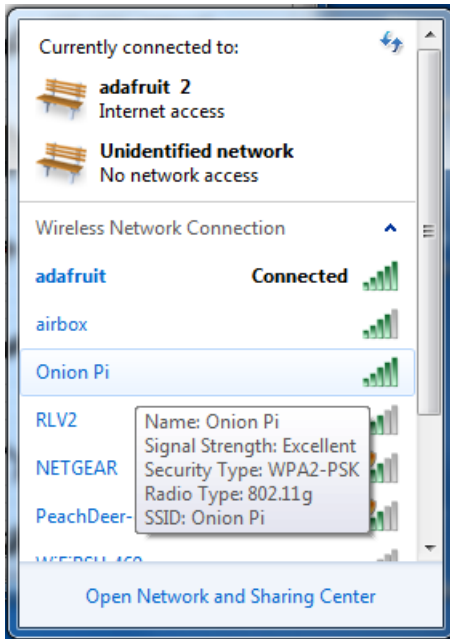 Currently connected to:
adafruit 2
Internet access
Unidentified network
No network access
Wireless Network Connection
adafruit Connected
airbox
Onion Pi
RLV2
NETGEAR
PeachDeer-
Name: Onion Pi
Signal Strength: Excellent
Security Type: WPA2-PSK
Radio Type: 802.11g
SSID: Onion Pi
Open Network and Sharing Center